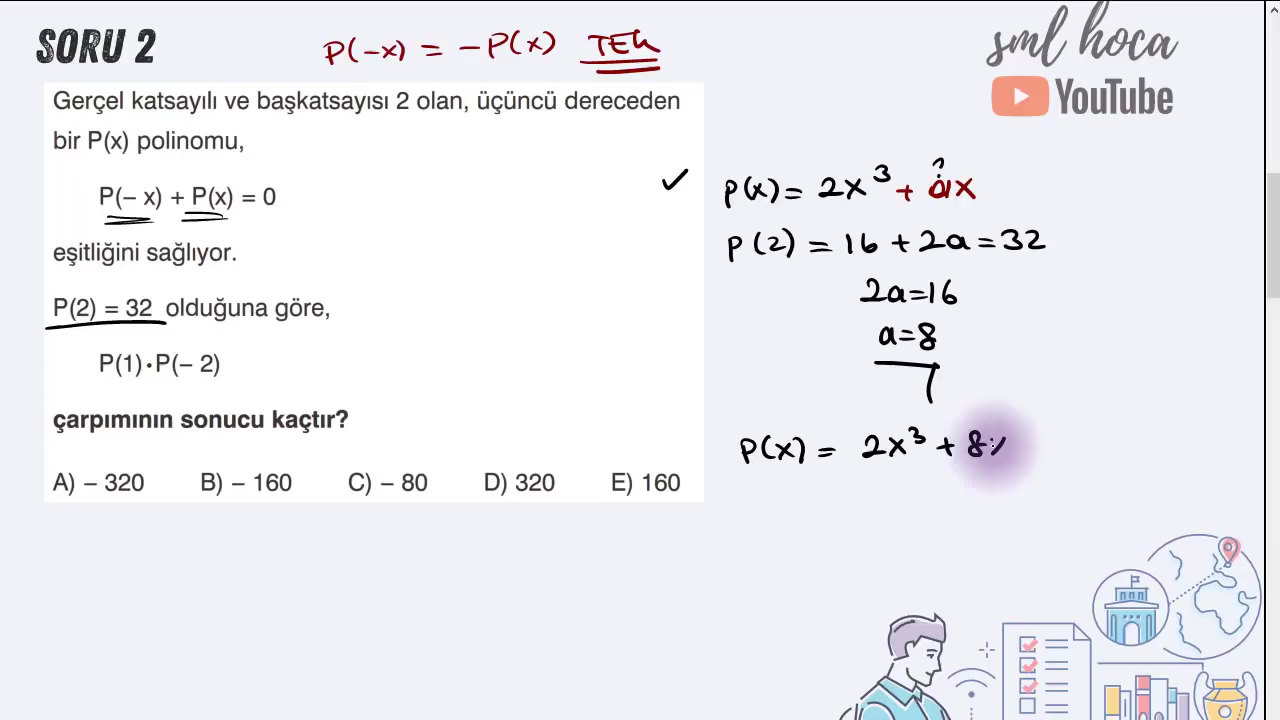 SORU 2
P(-x) = -P(x) TEK
sml hoca
YouTube
Gerçel katsayılı ve başkatsayısı 2 olan, üçüncü dereceden
bir P(x) polinomu,
P(– x) + P(x) = 0
eşitliğini sağlıyor.
P(2) = 32 olduğuna göre,
P(1)·P(– 2)
çarpımının sonucu kaçtır?
A) – 320 B) – 160 C) – 80 D) 320 E) 160
P(x) = 2x³ + ax
?
P(2) = 16 + 2a = 32
2a = 16
a = 8
P(x) = 2x³ + 8x